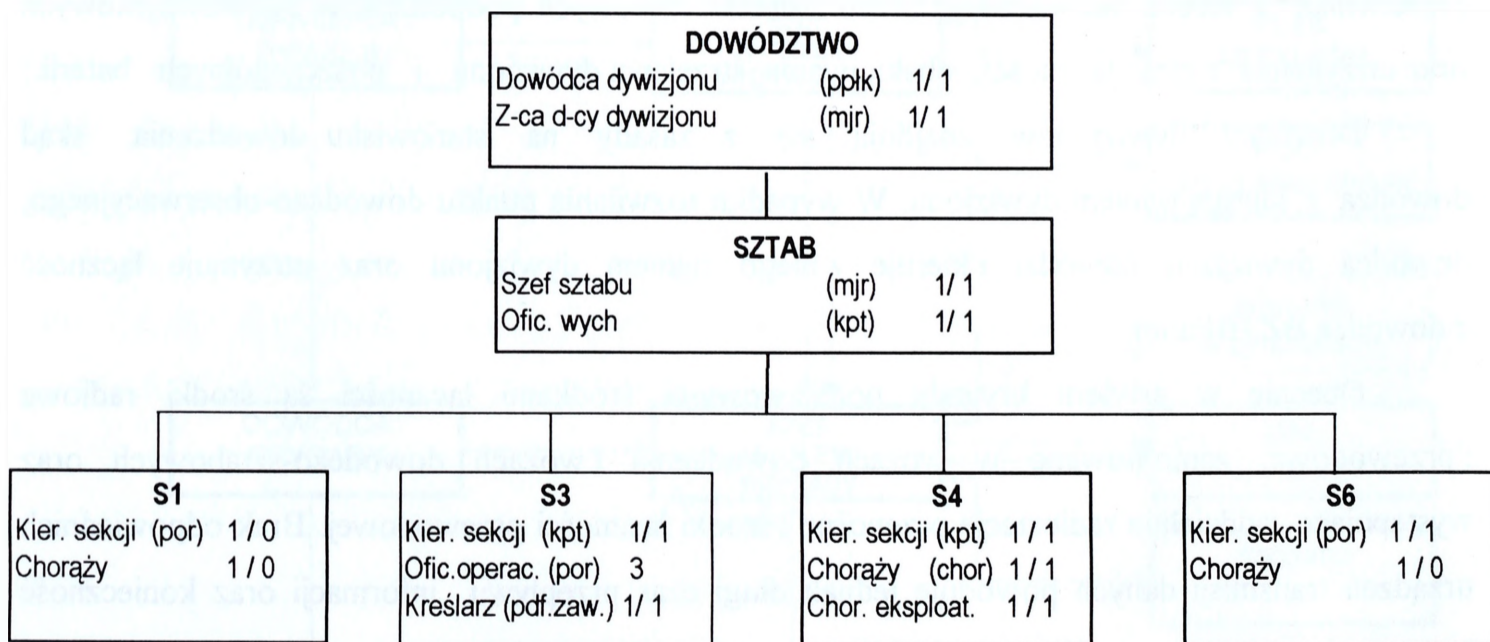 DOWÓDZTWO
Dowódca dywizjonu (ppłk) 1/ 1
Z-ca d-cy dywizjonu (mjr) 1/ 1
SZTAB
Szef sztabu (mjr) 1/ 1
Ofic. wych (kpt) 1/ 1
S1
Kier. sekcji (por) 1 / 0
Chorąży 1 / 0
S3
Kier. sekcji (kpt) 1/ 1
Ofic.operac. (por) 3
Kreślarz (pdf.zaw.) 1/ 1
S4
Kier. sekcji (kpt) 1 / 1
Chorąży (chor) 1 / 1
Chor. eksploat. 1 / 1
S6
Kier. sekcji (por) 1 / 0
Chorąży 1 / 0